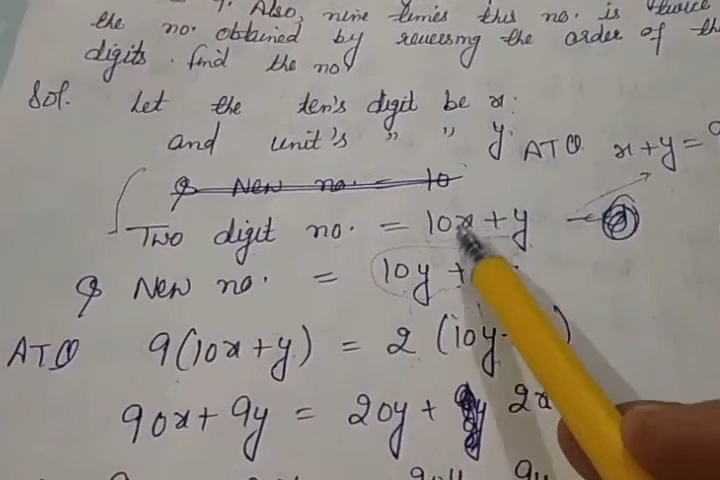 9. Also, nine times this no. is twice
the no. obtained by reversing the order of the
digits. find the no
Sol. Let the ten's digit be x.
and unit's " " y.
ATQ x + y = 9
& New no. = 10
Two digit no. = 10x + y
& New no. = 10y +
ATQ 9(10x + y) = 2 (10y )
90x + 9y = 20y + 2x